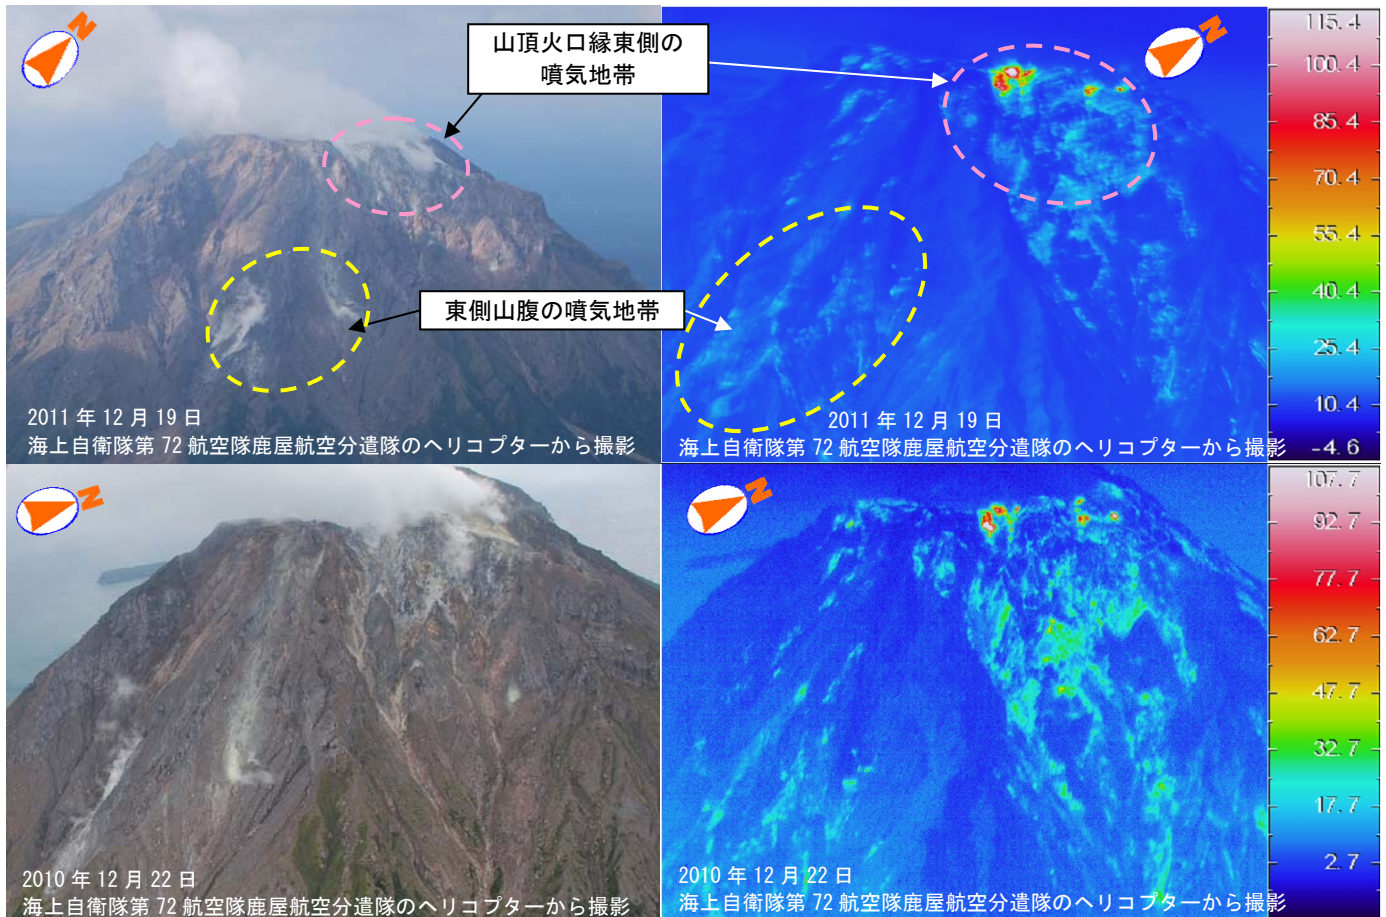 N
山頂火口縁東側の
噴気地帯
N
115.4
100.4
85.4
70.4
55.4
40.4
25.4
10.4
-4.6
東側山腹の噴気地帯
2011 年 12 月 19 日
海上自衛隊第 72 航空隊鹿屋航空分遣隊のヘリコプターから撮影
2011 年 12 月 19 日
海上自衛隊第 72 航空隊鹿屋航空分遣隊のヘリコプターから撮影
N
N
107.7
92.7
77.7
62.7
47.7
32.7
17.7
2.7
2010 年 12 月 22 日
海上自衛隊第 72 航空隊鹿屋航空分遣隊のヘリコプターから撮影
2010 年 12 月 22 日
海上自衛隊第 72 航空隊鹿屋航空分遣隊のヘリコプターから撮影